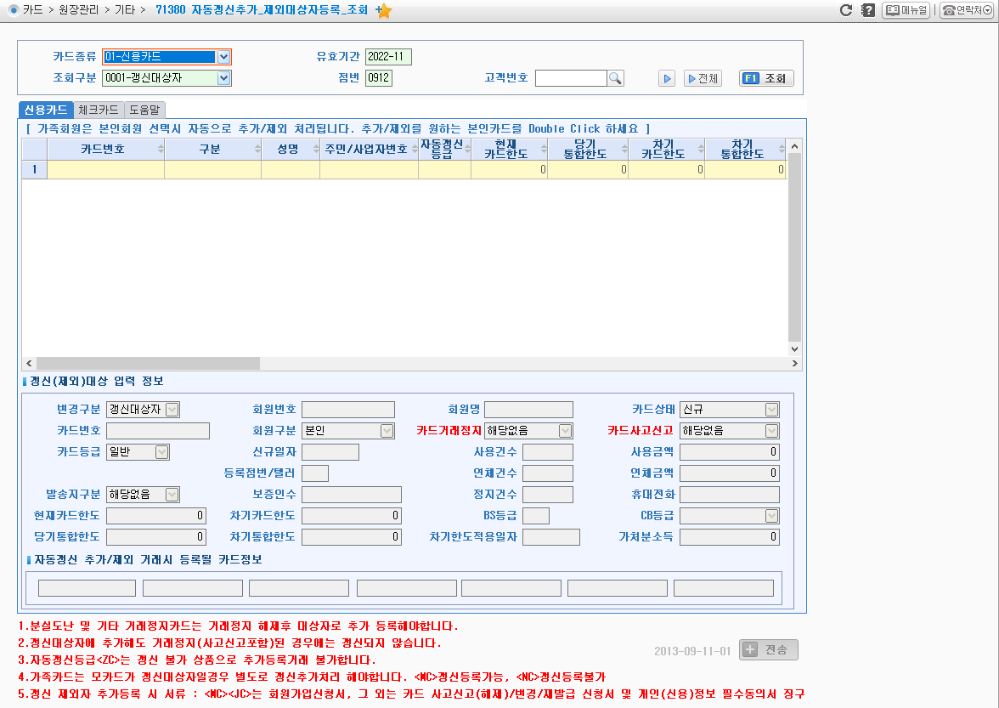 카드 > 원장관리 > 기타 > 71380 자동갱신추가_제외대상자등록_조회
메뉴얼 | 연락처
카드종류 01-신용카드 유효기간 2022-11
조회구분 0001-갱신대상자 점번 0912 고객번호 전체 F1 조회
신용카드 체크카드 도움말
[ 가족회원은 본인회원 선택시 자동으로 추가/제외 처리됩니다. 추가/제외를 원하는 본인카드를 Double Click 하세요 ]
카드번호 구분 성명 주민/사업자번호 자동갱신등급 현재카드한도 당기통합한도 차기카드한도 차기통합한도
1 0 0 0 0
갱신(제외)대상 입력 정보
변경구분 갱신대상자 회원번호 회원명 카드상태 신규
카드번호 회원구분 본인 카드거래정지 해당없음 카드사고신고 해당없음
카드등급 일반 신규일자 사용건수 사용금액 0
등록점번/텔러 연체건수 연체금액 0
발송지구분 해당없음 보증인수 정지건수 휴대전화
현재카드한도 0 차기카드한도 0 BS등급 CB등급
당기통합한도 0 차기통합한도 0 차기한도적용일자 가처분소득 0
자동갱신 추가/제외 거래시 등록될 카드정보
1.분실도난 및 기타 거래정지카드는 거래정지 해제후 대상자로 추가 등록해야합니다.
2.갱신대상자에 추가해도 거래정지(사고신고포함)된 경우에는 갱신되지 않습니다.
2013-09-11-01 전송
3.자동갱신등급<ZC>는 갱신 불가 상품으로 추가등록거래 불가합니다.
4.가족카드는 모카드가 갱신대상자일경우 별도로 갱신추가처리 해야합니다. <MC>갱신등록가능, <NC>갱신등록불가
5.갱신 제외자 추가등록 시 서류 : <MC><JC>는 회원가입신청서, 그 외는 카드 사고신고(해제)/변경/재발급 신청서 및 개인(신용)정보 필수동의서 징구